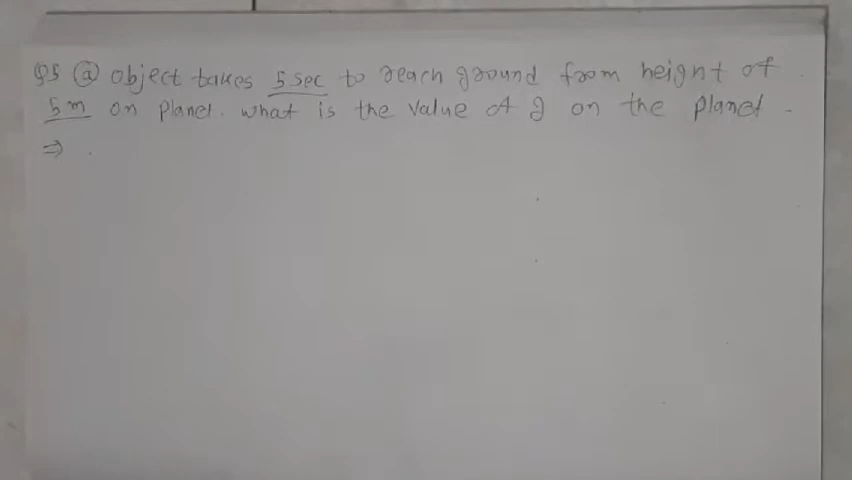 Q5 (a) object takes 5 sec to reach ground from height of
5m on planet. what is the value of g on the planet -
⇒ .